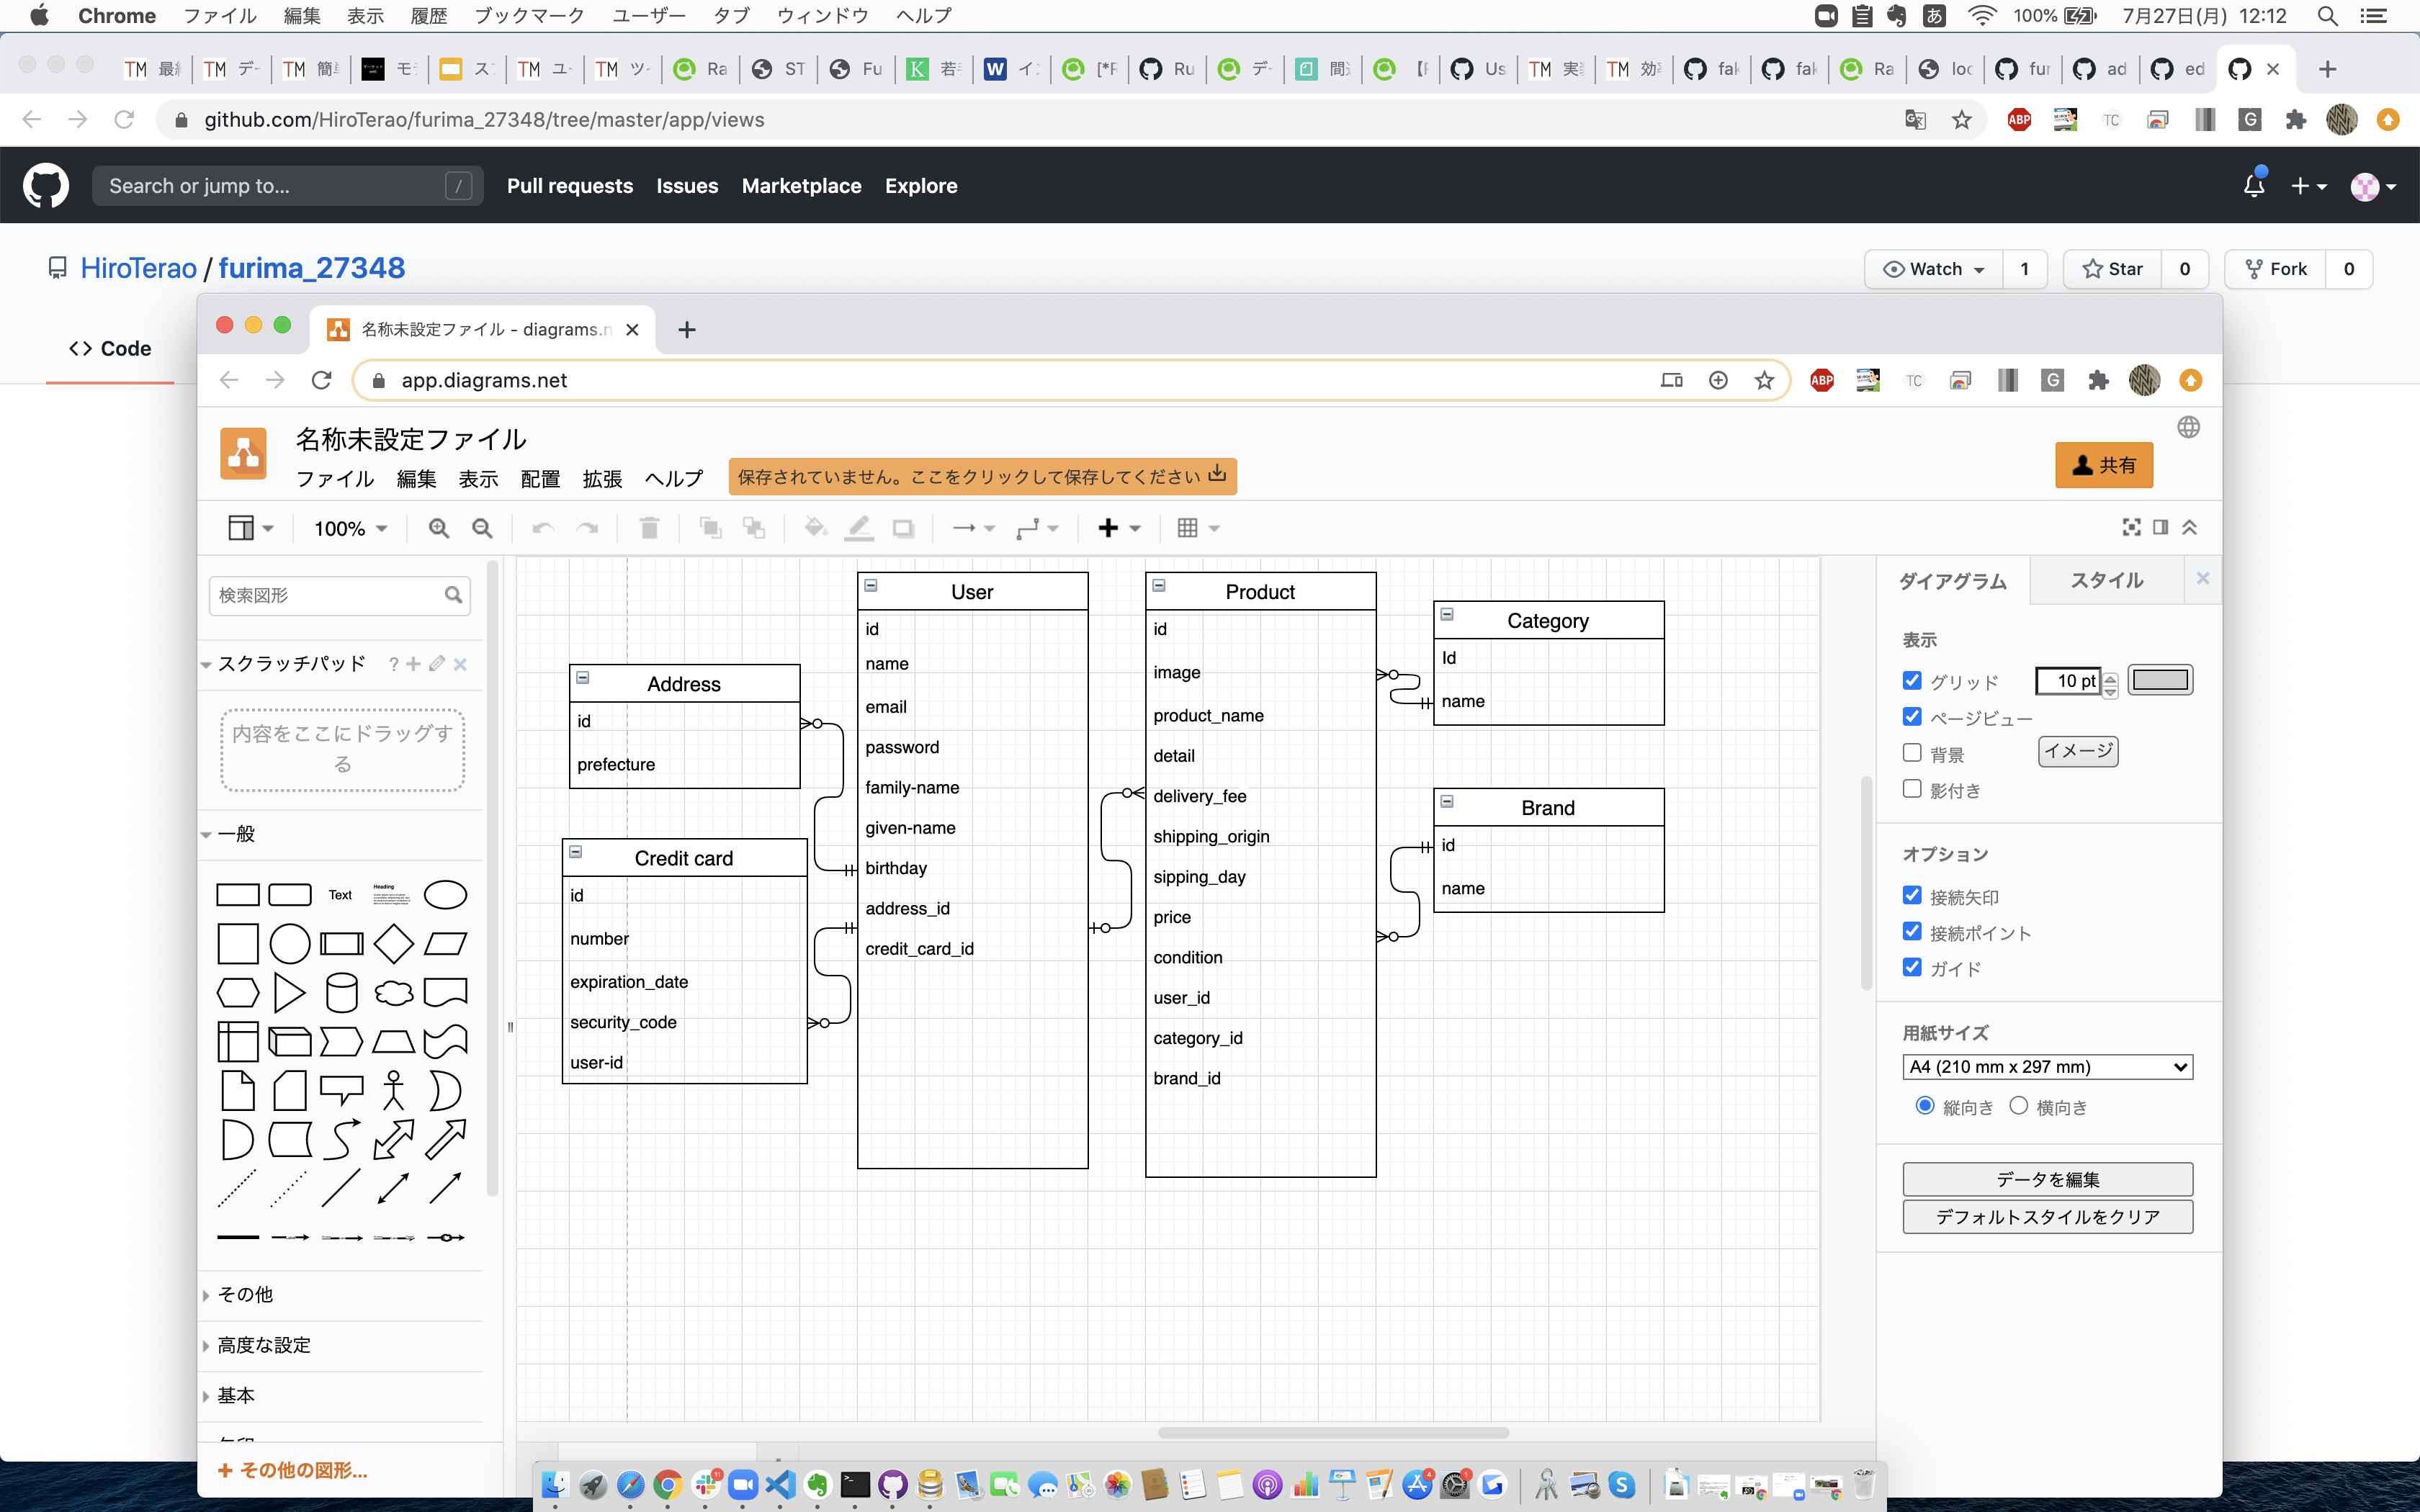 Chrome ファイル 編集 表示 履歴 ブックマーク ユーザー タブ ウィンドウ ヘルプ あ 100% 7月27日(月) 12:12
github.com/HiroTerao/furima_27348/tree/master/app/views
Search or jump to... / Pull requests Issues Marketplace Explore
HiroTerao / furima_27348 Watch 1 Star 0 Fork 0
Code
名称未設定ファイル - diagrams.n
app.diagrams.net
名称未設定ファイル
ファイル 編集 表示 配置 拡張 ヘルプ 保存されていません。ここをクリックして保存してください
共有
100%
検索図形
スクラッチパッド ?
内容をここにドラッグす
る
一般
Text
Heading
その他
高度な設定
基本
+ その他の図形...
Address
id
prefecture
Credit card
id
number
expiration_date
security_code
user-id
User
id
name
email
password
family-name
given-name
birthday
address_id
credit_card_id
Product
id
image
product_name
detail
delivery_fee
shipping_origin
sipping_day
price
condition
user_id
category_id
brand_id
Category
Id
name
Brand
id
name
ダイアグラム スタイル
表示
グリッド 10 pt
ページビュー
背景 イメージ
影付き
オプション
接続矢印
接続ポイント
ガイド
用紙サイズ
A4 (210 mm x 297 mm)
縦向き 横向き
データを編集
デフォルトスタイルをクリア